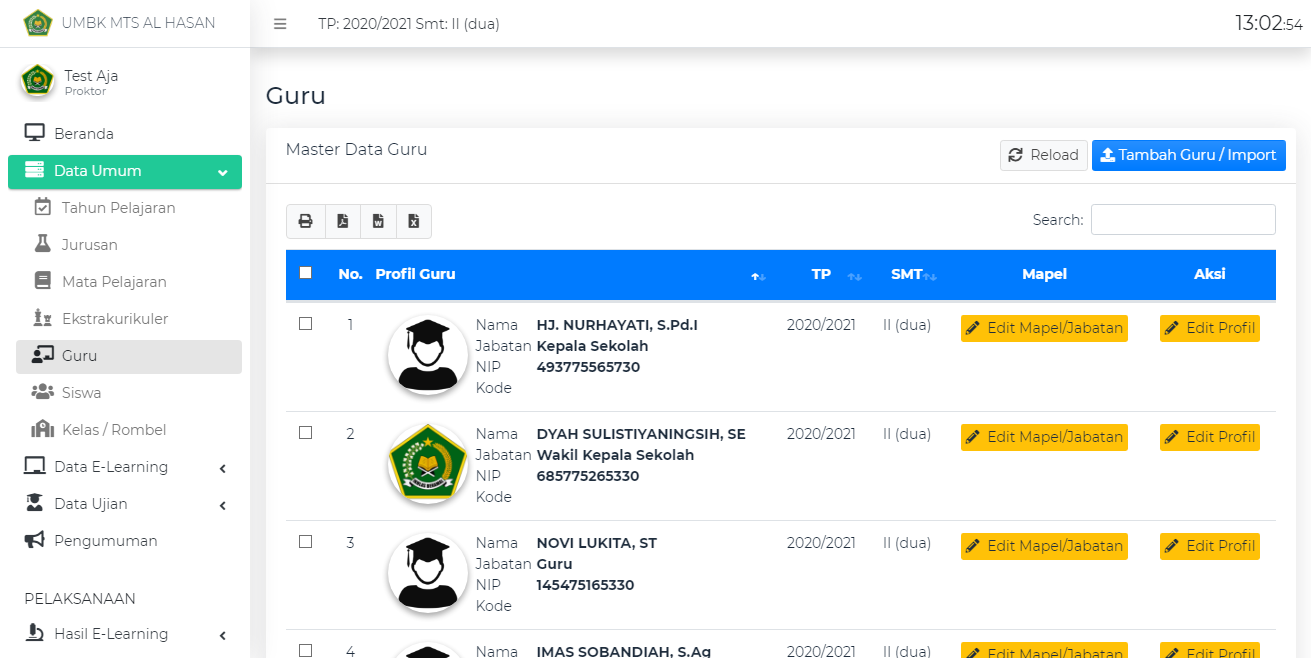 UMBK MTS AL HASAN
TP: 2020/2021 Smt: II (dua)
13:02:54
Test Aja
Proktor
Beranda
Data Umum
Tahun Pelajaran
Jurusan
Mata Pelajaran
Ekstrakurikuler
Guru
Siswa
Kelas / Rombel
Data E-Learning
Data Ujian
Pengumuman
PELAKSANAAN
Hasil E-Learning
Guru
Master Data Guru
Reload
Tambah Guru / Import
Search:
No. Profil Guru TP SMT Mapel Aksi
1 Nama HJ. NURHAYATI, S.Pd.I 2020/2021 II (dua) Edit Mapel/Jabatan Edit Profil
Jabatan Kepala Sekolah
NIP 493775565730
Kode
2 Nama DYAH SULISTIYANINGSIH, SE 2020/2021 II (dua) Edit Mapel/Jabatan Edit Profil
Jabatan Wakil Kepala Sekolah
NIP 685775265330
Kode
3 Nama NOVI LUKITA, ST 2020/2021 II (dua) Edit Mapel/Jabatan Edit Profil
Jabatan Guru
NIP 145475165330
Kode
4 Nama IMAS SOBANDIAH, S.Ag 2020/2021 II (dua) Edit Mapel/Jabatan Edit Profil